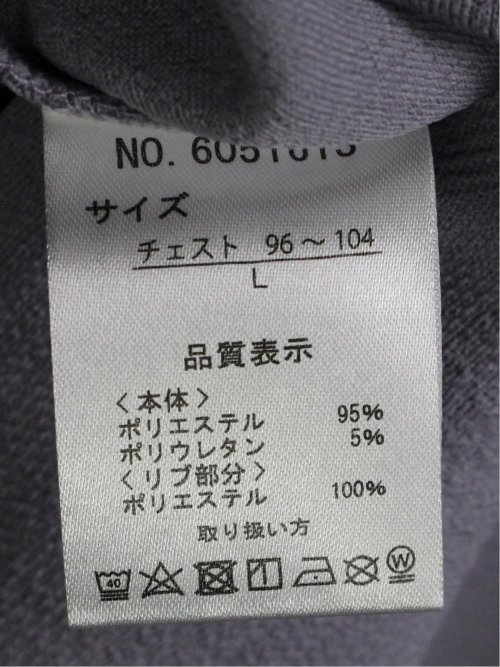 NO.
サイズ
チェスト 96～104
L
品質表示
＜本体＞
ポリエステル 95%
ポリウレタン 5%
＜リブ部分＞
ポリエステル 100%
取り扱い方
40 W